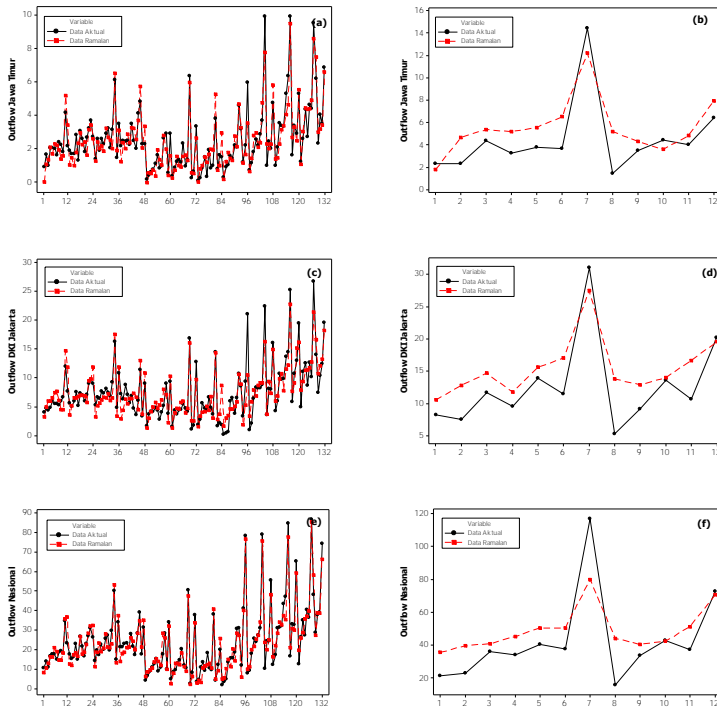 (a)
Variable
Data Aktual
Data Ramalan
Outflow Jawa Timur
10
8
6
4
2
0
1 12 24 36 48 60 72 84 96 108 120 132
(b)
Variable
Data Aktual
Data Ramalan
Outflow Jawa Timur
16
14
12
10
8
6
4
2
0
1 2 3 4 5 6 7 8 9 10 11 12
(c)
Variable
Data Aktual
Data Ramalan
Outflow DKI Jakarta
30
25
20
15
10
5
0
1 12 24 36 48 60 72 84 96 108 120 132
(d)
Variable
Data Aktual
Data Ramalan
Outflow DKI Jakarta
30
25
20
15
10
5
1 2 3 4 5 6 7 8 9 10 11 12
(e)
Variable
Data Aktual
Data Ramalan
Outflow Nasional
90
80
70
60
50
40
30
20
10
0
1 12 24 36 48 60 72 84 96 108 120 132
(f)
Variable
Data Aktual
Data Ramalan
Outflow Nasional
120
100
80
60
40
20
0
1 2 3 4 5 6 7 8 9 10 11 12